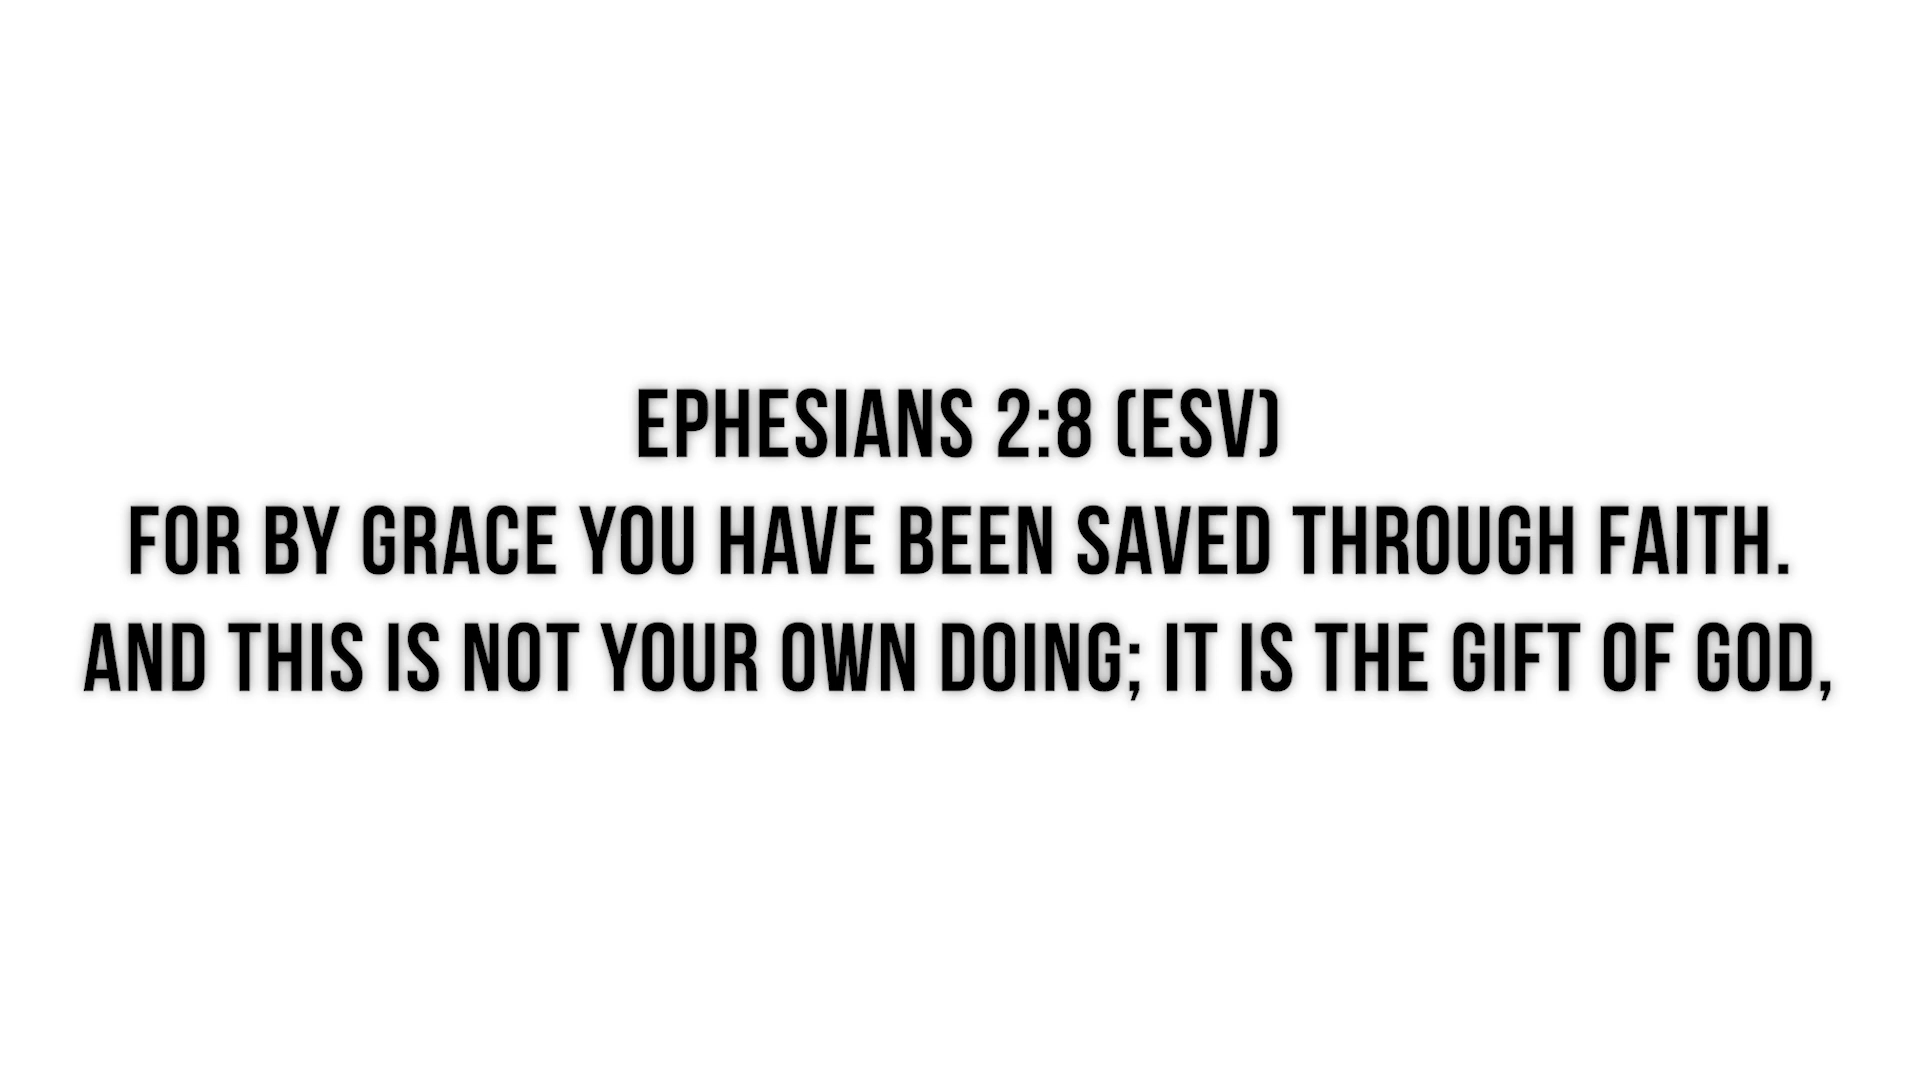 EPHESIANS 2:8 (ESV)
FOR BY GRACE YOU HAVE BEEN SAVED THROUGH FAITH.
AND THIS IS NOT YOUR OWN DOING; IT IS THE GIFT OF GOD,